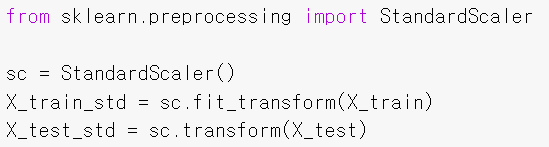 from sklearn.preprocessing import StandardScaler
sc = StandardScaler()
X_train_std = sc.fit_transform(X_train)
X_test_std = sc.transform(X_test)